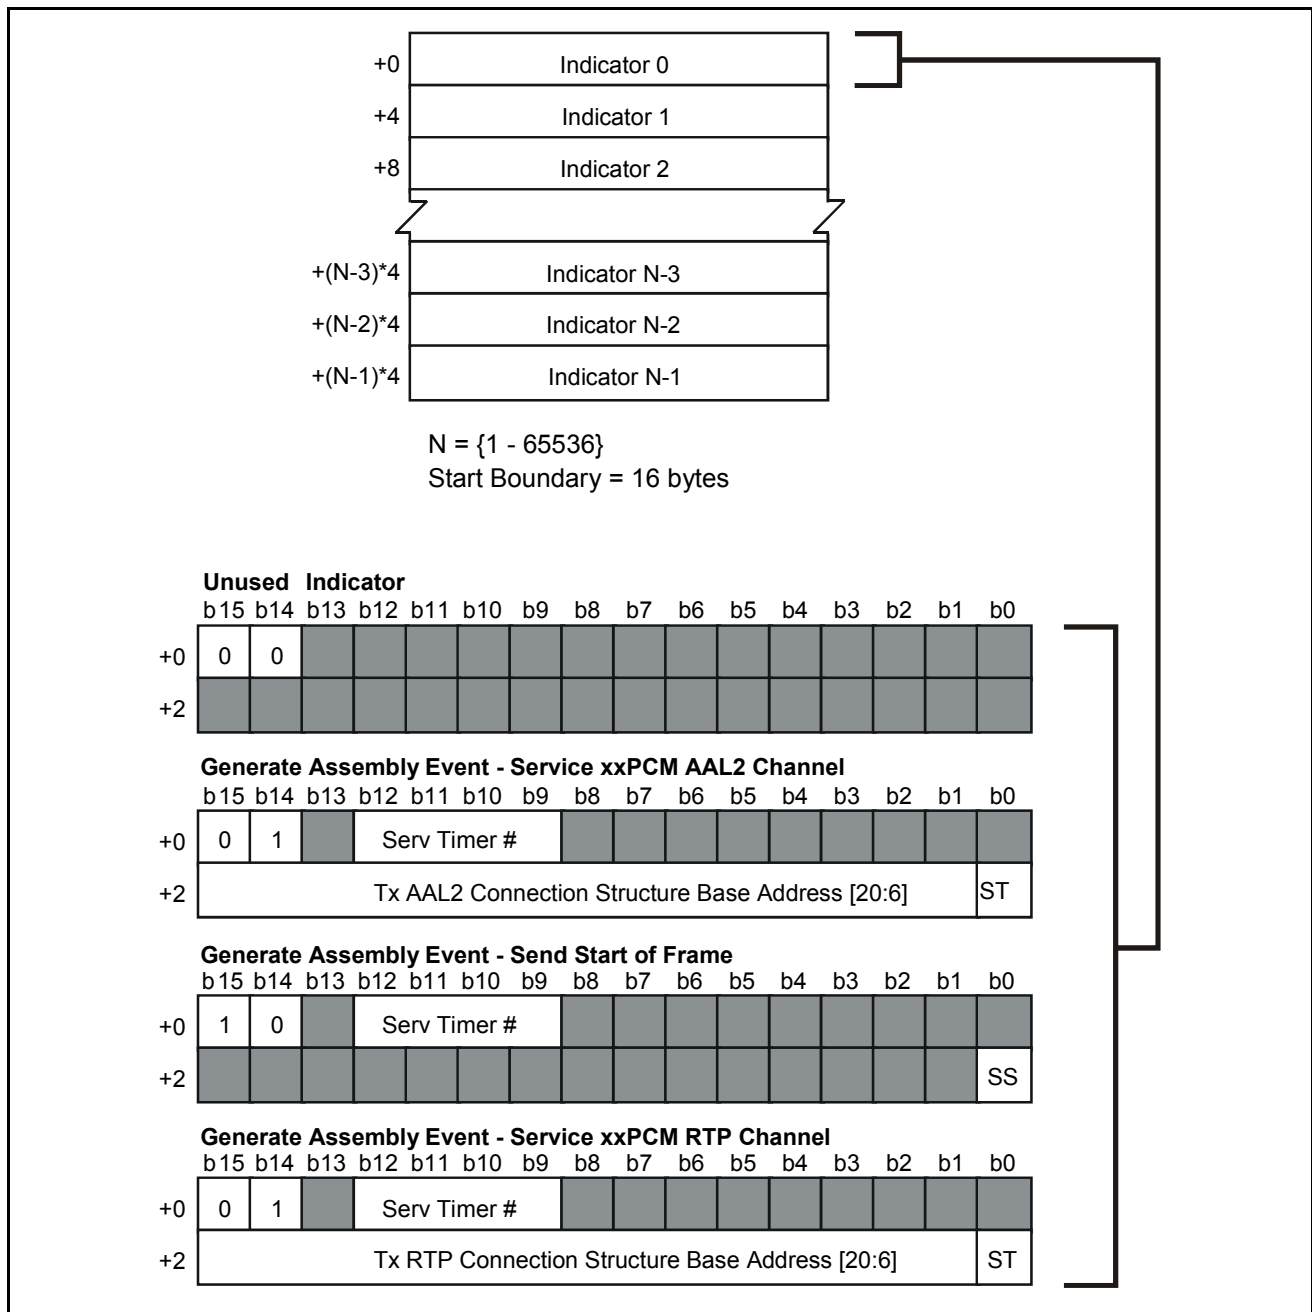 +0 Indicator 0
+4 Indicator 1
+8 Indicator 2
+(N-3)*4 Indicator N-3
+(N-2)*4 Indicator N-2
+(N-1)*4 Indicator N-1
N = {1 - 65536}
Start Boundary = 16 bytes
Unused Indicator
b15 b14 b13 b12 b11 b10 b9 b8 b7 b6 b5 b4 b3 b2 b1 b0
+0 0 0
+2
Generate Assembly Event - Service xxPCM AAL2 Channel
b15 b14 b13 b12 b11 b10 b9 b8 b7 b6 b5 b4 b3 b2 b1 b0
+0 0 1 Serv Timer #
+2 Tx AAL2 Connection Structure Base Address [20:6] ST
Generate Assembly Event - Send Start of Frame
b15 b14 b13 b12 b11 b10 b9 b8 b7 b6 b5 b4 b3 b2 b1 b0
+0 1 0 Serv Timer #
+2 SS
Generate Assembly Event - Service xxPCM RTP Channel
b15 b14 b13 b12 b11 b10 b9 b8 b7 b6 b5 b4 b3 b2 b1 b0
+0 0 1 Serv Timer #
+2 Tx RTP Connection Structure Base Address [20:6] ST